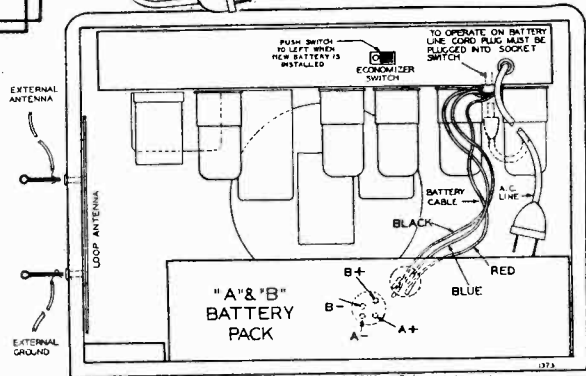 PUSH SWITCH
TO LEFT WHEN
NEW BATTERY IS
INSTALLED
ECONOMIZER
SWITCH
TO OPERATE ON BATTERY
LINE CORD PLUG MUST BE
PLUGGED INTO SOCKET
SWITCH
EXTERNAL
ANTENNA
LOOP ANTENNA
BATTERY
CABLE
A.C.
LINE
BLACK
RED
BLUE
"A" & "B"
BATTERY
PACK
B+
B-
A-
A+
EXTERNAL
GROUND
1373